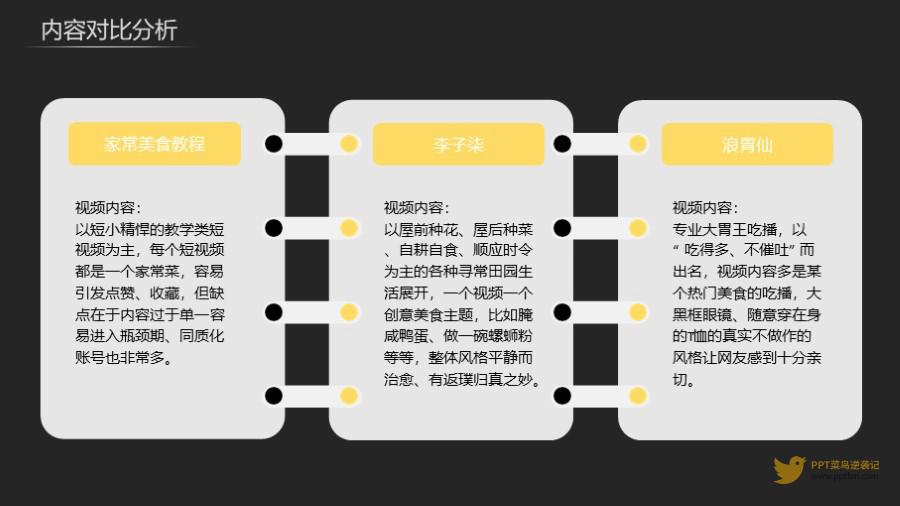 内容对比分析
家常美食教程
视频内容：
以短小精悍的教学类短
视频为主，每个短视频
都是一个家常菜，容易
引发点赞、收藏，但缺
点在于内容过于单一容
易进入瓶颈期、同质化
账号也非常多。
李子柒
视频内容：
以屋前种花、屋后种菜
、自耕自食、顺应时令
为主的各种寻常田园生
活展开，一个视频一个
创意美食主题，比如腌
咸鸭蛋、做一碗螺蛳粉
等等，整体风格平静而
治愈、有返璞归真之妙。
浪胃仙
视频内容：
专业大胃王吃播，以
“ 吃得多、不催吐” 而
出名，视频内容多是某
个热门美食的吃播，大
黑框眼镜、随意穿在身
的T恤的真实不做作的
风格让网友感到十分亲
切。
PPT菜鸟逆袭记